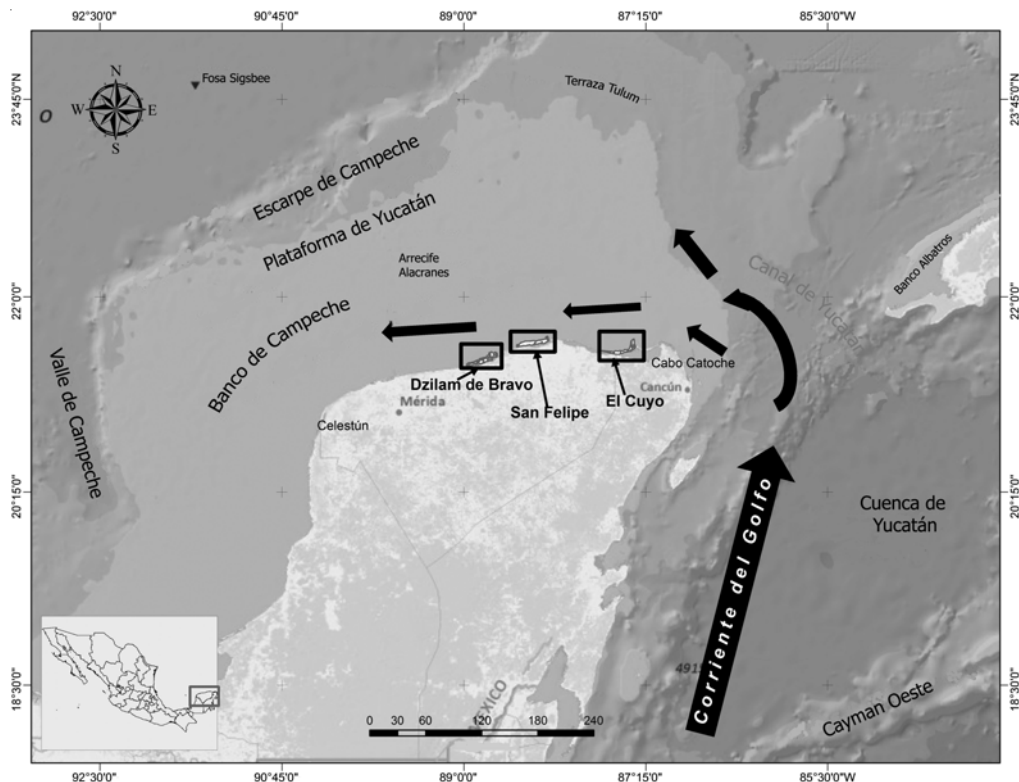 92°30'0"W
90°45'0"W
89°0'0"W
87°15'0"W
85°30'0"W
23°45'0"N
22°0'0"N
20°15'0"N
18°30'0"N
N
W E
S
O
Fosa Sigsbee
Terraza Tulum
23°45'0"N
Escarpe de Campeche
Plataforma de Yucatán
Arrecife
Alacranes
Canal de Yucatán
Banco Albatros
22°0'0"N
Banco de Campeche
Valle de Campeche
Cabo Catoche
Dzilam de Bravo
San Felipe
El Cuyo
Cancún
Mérida
Celestún
20°15'0"N
Corriente del Golfo
Cuenca de
Yucatán
18°30'0"N
Cayman Oeste
0 30 60 120 180 240
92°30'0"W
90°45'0"W
89°0'0"W
87°15'0"W
85°30'0"W